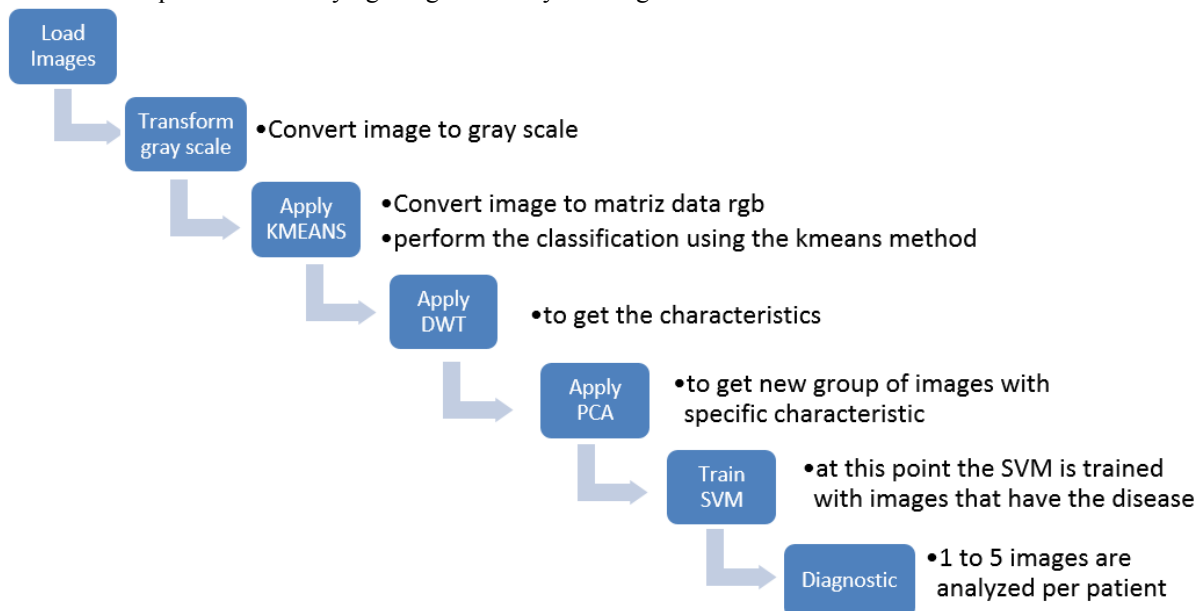 Load
Images
Transform
gray scale
•Convert image to gray scale
Apply
KMEANS
•Convert image to matriz data rgb
•perform the classification using the kmeans method
Apply
DWT
•to get the characteristics
Apply
PCA
•to get new group of images with
specific characteristic
Train
SVM
•at this point the SVM is trained
with images that have the disease
Diagnostic
•1 to 5 images are
analyzed per patient